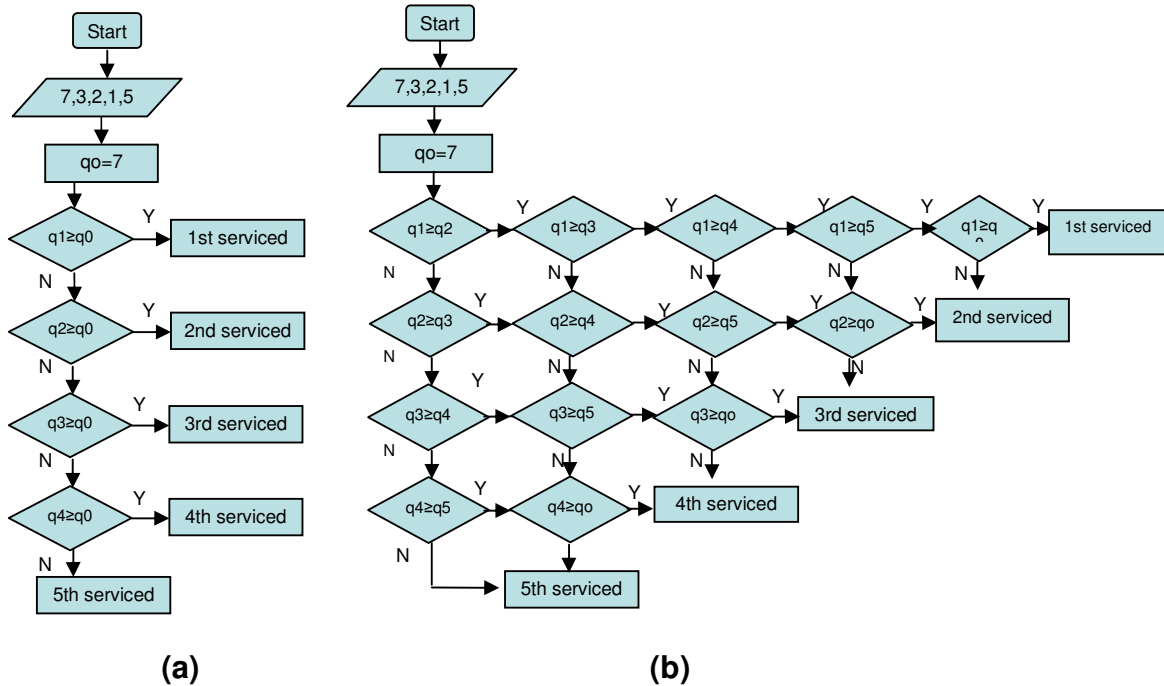 Start
7,3,2,1,5
qo=7
q1≥q0
Y
1st serviced
N
q2≥q0
Y
2nd serviced
N
q3≥q0
Y
3rd serviced
N
q4≥q0
Y
4th serviced
N
5th serviced
(a)
Start
7,3,2,1,5
qo=7
q1≥q2
Y
q1≥q3
Y
q1≥q4
Y
q1≥q5
Y
q1≥q
Y
1st serviced
N
N
N
N
N
q2≥q3
Y
q2≥q4
Y
q2≥q5
Y
q2≥qo
Y
2nd serviced
N
N
N
N
q3≥q4
Y
q3≥q5
Y
q3≥qo
Y
3rd serviced
N
N
N
q4≥q5
Y
q4≥qo
Y
4th serviced
N
5th serviced
(b)